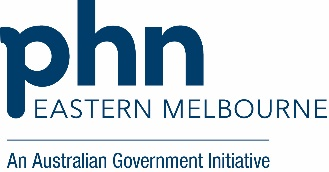 phn
EASTERN MELBOURNE
An Australian Government Initiative